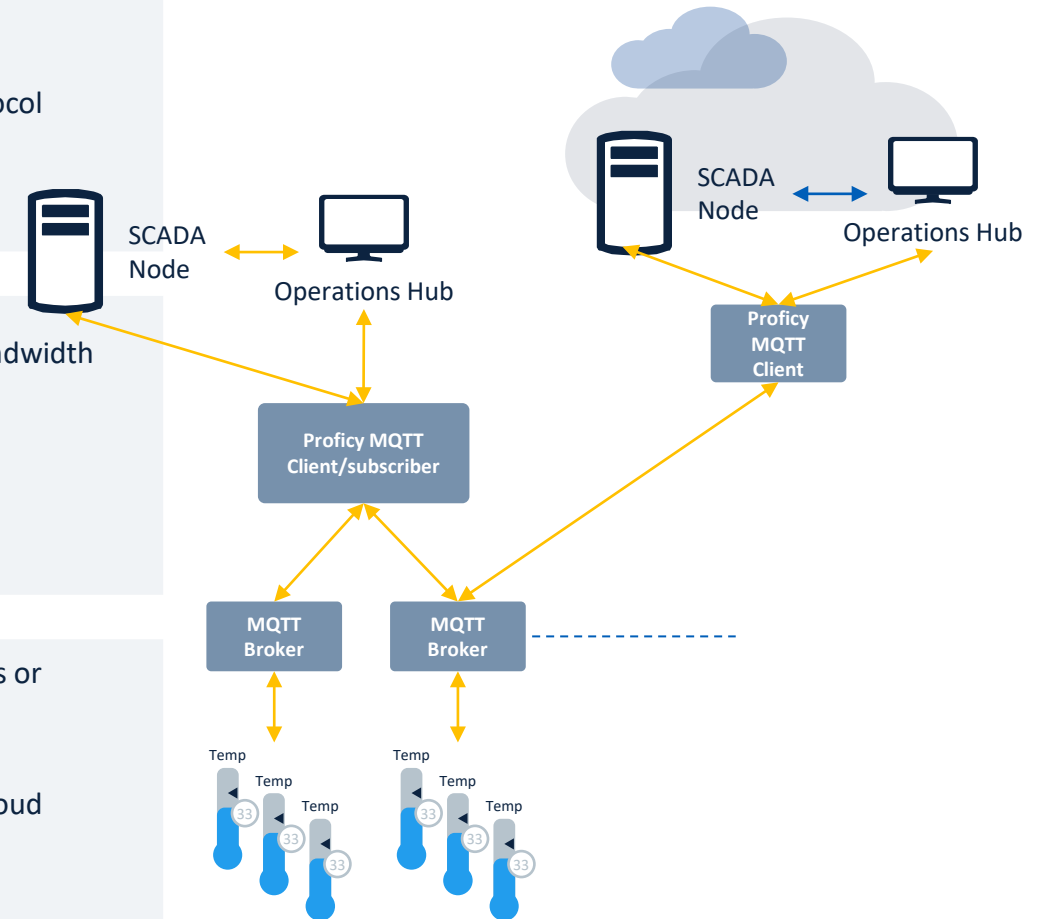 ocol
SCADA
Node
Operations Hub
SCADA
Node
Operations Hub
dwidth
Proficy
MQTT
Client
Proficy MQTT
Client/subscriber
MQTT
Broker
MQTT
Broker
s or
oud
Temp
Temp
Temp
33
33
33
Temp
Temp
Temp
33
33
33